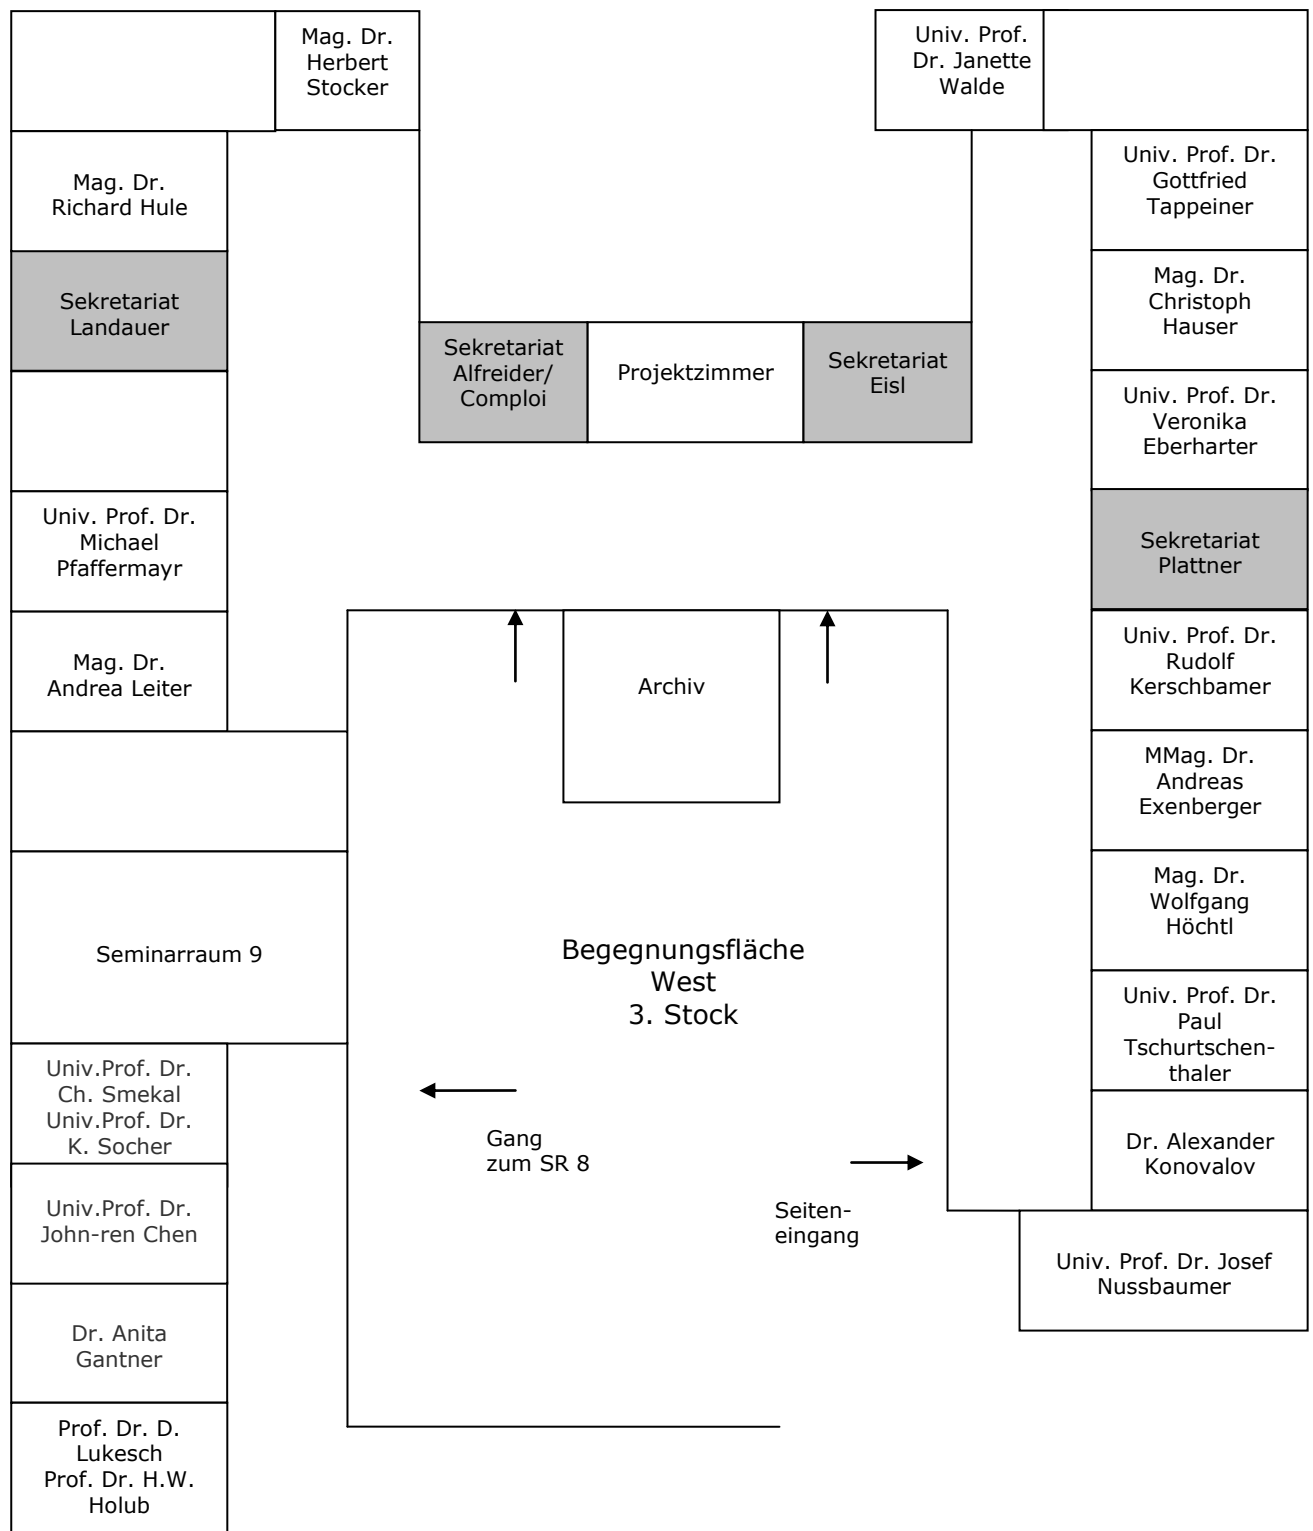 Mag. Dr.
Herbert
Stocker
Univ. Prof.
Dr. Janette
Walde
Mag. Dr.
Richard Hule
Univ. Prof. Dr.
Gottfried
Tappeiner
Sekretariat
Landauer
Mag. Dr.
Christoph
Hauser
Sekretariat
Alfreider/
Comploi
Projektzimmer
Sekretariat
Eisl
Univ. Prof. Dr.
Veronika
Eberharter
Univ. Prof. Dr.
Michael
Pfaffermayr
Sekretariat
Plattner
Mag. Dr.
Andrea Leiter
Archiv
Univ. Prof. Dr.
Rudolf
Kerschbamer
MMag. Dr.
Andreas
Exenberger
Seminarraum 9
Begegnungsfläche
West
3. Stock
Mag. Dr.
Wolfgang
Höchtl
Univ. Prof. Dr.
Paul
Tschurtschen-
thaler
Univ.Prof. Dr.
Ch. Smekal
Univ.Prof. Dr.
K. Socher
Gang
zum SR 8
Dr. Alexander
Konovalov
Univ.Prof. Dr.
John-ren Chen
Seiten-
eingang
Univ. Prof. Dr. Josef
Nussbaumer
Dr. Anita
Gantner
Prof. Dr. D.
Lukesch
Prof. Dr. H.W.
Holub